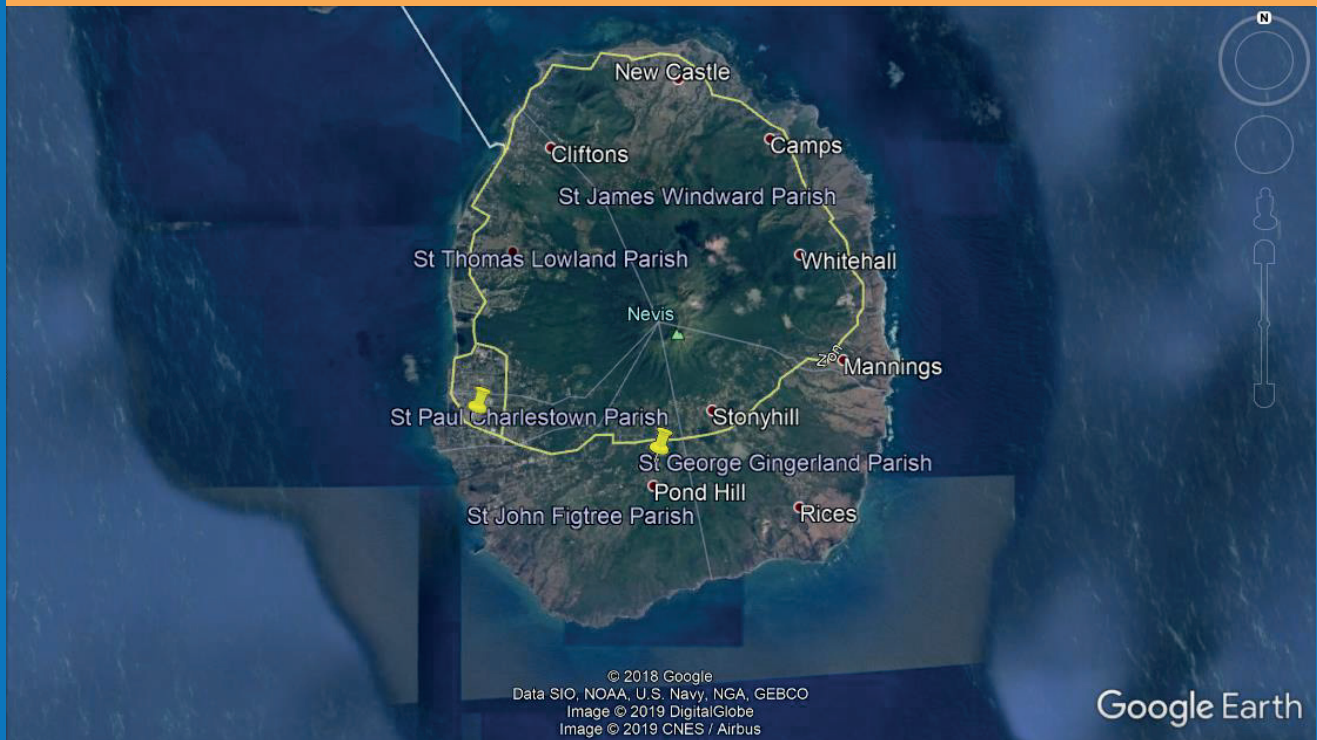 N
New Castle
Cliftons
Camps
St James Windward Parish
St Thomas Lowland Parish
Whitehall
Nevis
Mannings
St Paul Charlestown Parish
Stonyhill
St George Gingerland Parish
Pond Hill
St John Figtree Parish
Rices
© 2018 Google
Data SIO, NOAA, U.S. Navy, NGA, GEBCO
Image © 2019 DigitalGlobe
Image © 2019 CNES / Airbus
Google Earth